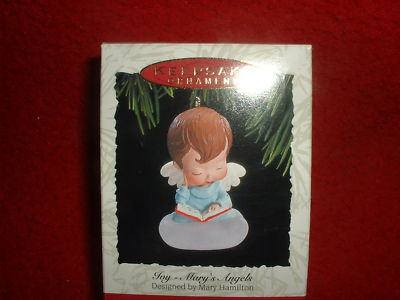 KEEPSAKE
ORNAMENT
Joy - Mary's Angels
Designed by Mary Hamilton